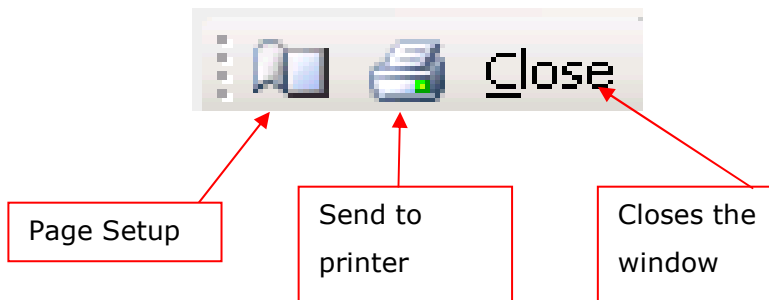 Close
Page Setup
Send to
printer
Closes the
window